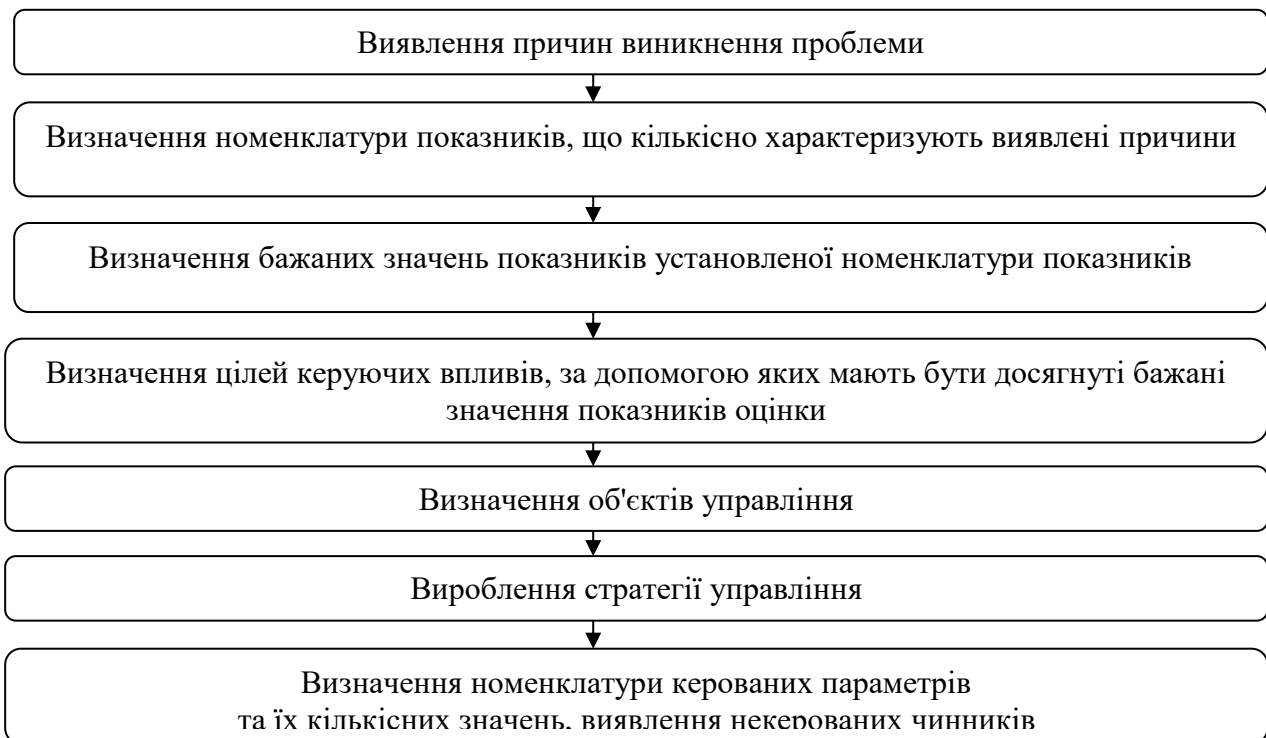 Виявлення причин виникнення проблеми
Визначення номенклатури показників, що кількісно характеризують виявлені причини
Визначення бажаних значень показників установленої номенклатури показників
Визначення цілей керуючих впливів, за допомогою яких мають бути досягнуті бажані
значення показників оцінки
Визначення об'єктів управління
Вироблення стратегії управління
Визначення номенклатури керованих параметрів
та їх кількісних значень, виявлення некерованих чинників